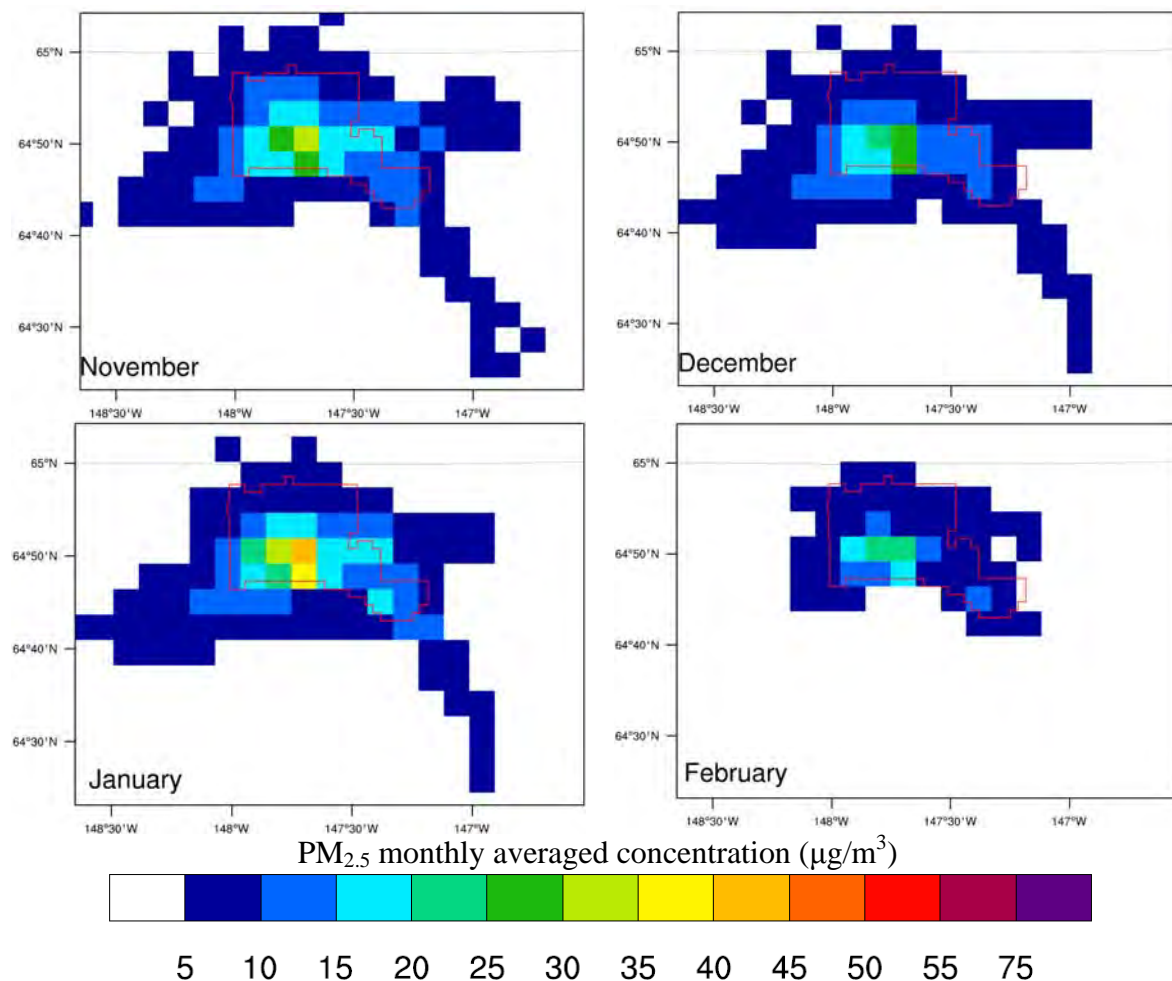 65°N
64°50'N
64°40'N
64°30'N
November
148°30'W 148°W 147°30'W 147°W
65°N
64°50'N
64°40'N
64°30'N
December
148°30'W 148°W 147°30'W 147°W
65°N
64°50'N
64°40'N
64°30'N
January
148°30'W 148°W 147°30'W 147°W
65°N
64°50'N
64°40'N
64°30'N
February
148°30'W 148°W 147°30'W 147°W
PM2.5 monthly averaged concentration (μg/m³)
5 10 15 20 25 30 35 40 45 50 55 75